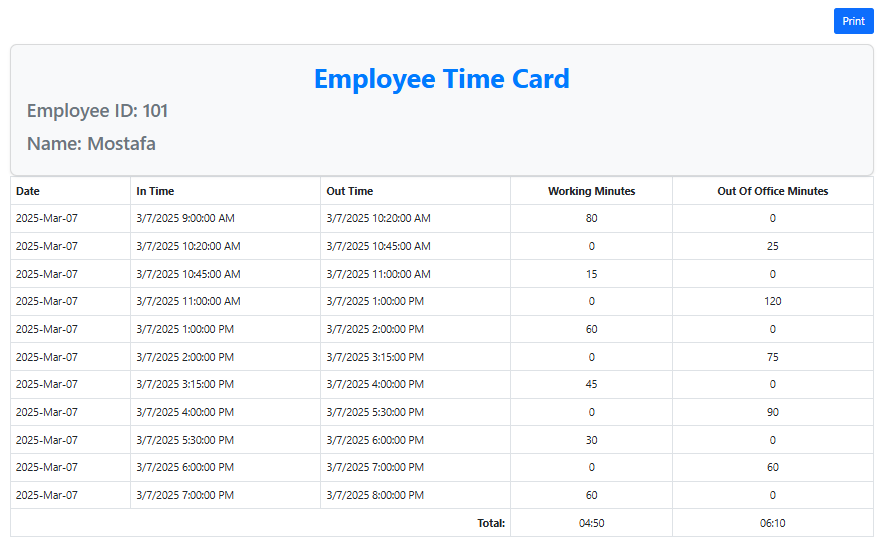 Print
Employee Time Card
Employee ID: 101
Name: Mostafa
Date In Time Out Time Working Minutes Out Of Office Minutes
2025-Mar-07 3/7/2025 9:00:00 AM 3/7/2025 10:20:00 AM 80 0
2025-Mar-07 3/7/2025 10:20:00 AM 3/7/2025 10:45:00 AM 0 25
2025-Mar-07 3/7/2025 10:45:00 AM 3/7/2025 11:00:00 AM 15 0
2025-Mar-07 3/7/2025 11:00:00 AM 3/7/2025 1:00:00 PM 0 120
2025-Mar-07 3/7/2025 1:00:00 PM 3/7/2025 2:00:00 PM 60 0
2025-Mar-07 3/7/2025 2:00:00 PM 3/7/2025 3:15:00 PM 0 75
2025-Mar-07 3/7/2025 3:15:00 PM 3/7/2025 4:00:00 PM 45 0
2025-Mar-07 3/7/2025 4:00:00 PM 3/7/2025 5:30:00 PM 0 90
2025-Mar-07 3/7/2025 5:30:00 PM 3/7/2025 6:00:00 PM 30 0
2025-Mar-07 3/7/2025 6:00:00 PM 3/7/2025 7:00:00 PM 0 60
2025-Mar-07 3/7/2025 7:00:00 PM 3/7/2025 8:00:00 PM 60 0
Total: 04:50 06:10